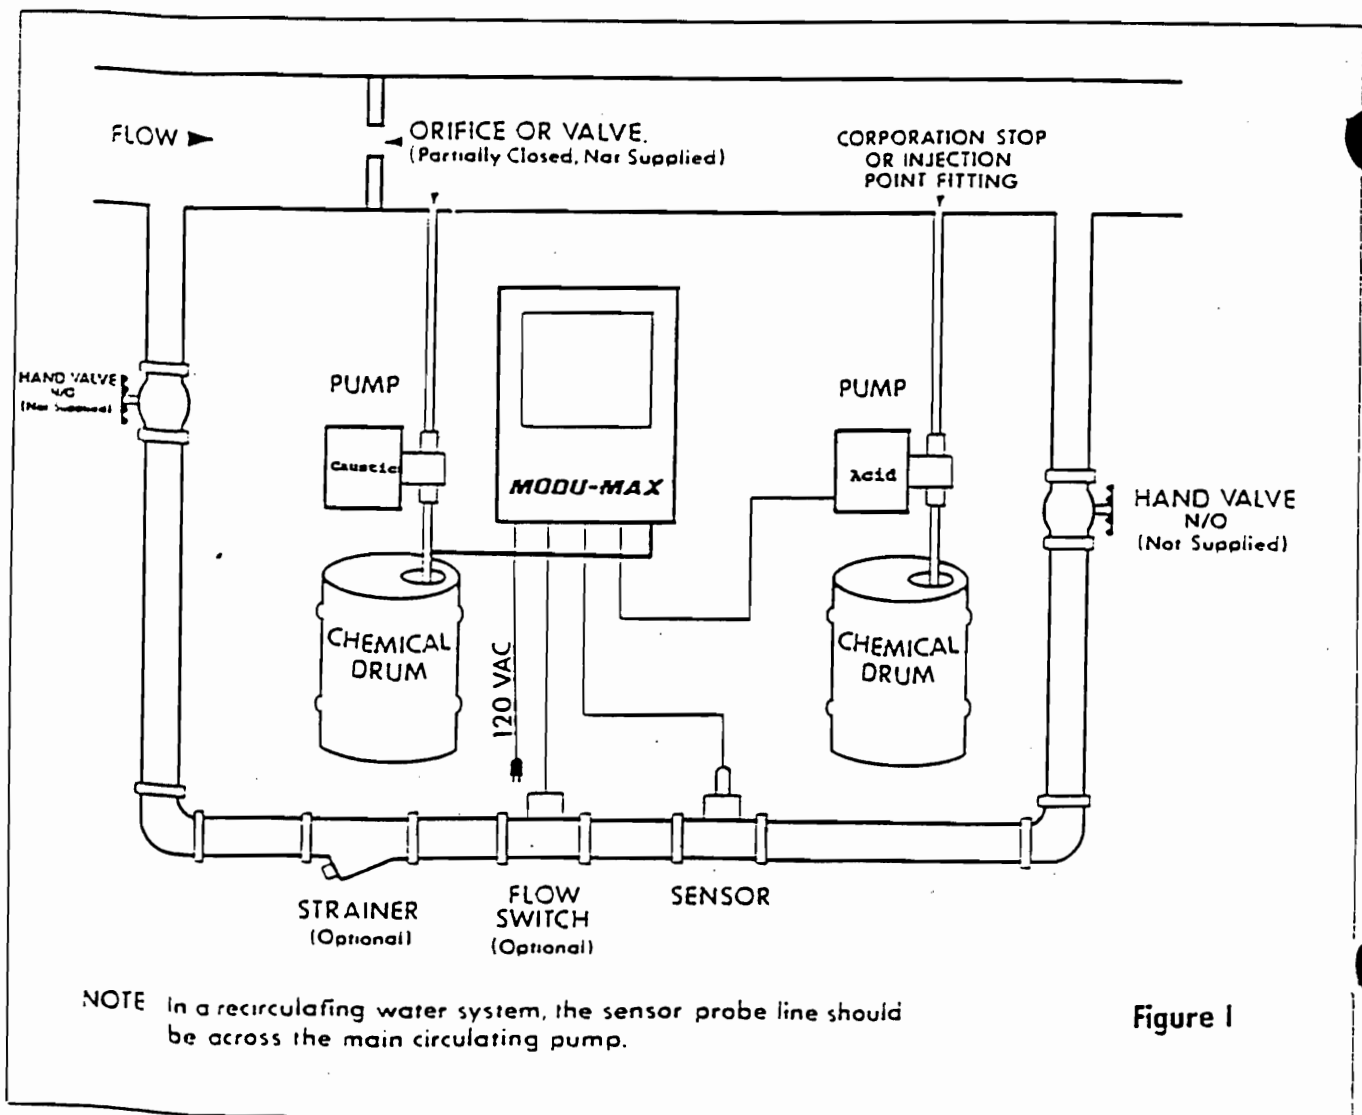 FLOW
ORIFICE OR VALVE.
(Partially Closed, Not Supplied)
CORPORATION STOP
OR INJECTION
POINT FITTING
HAND VALVE
N/O
(Not Supplied)
PUMP
Caustic
MODU-MAX
PUMP
Acid
HAND VALVE
N/O
(Not Supplied)
CHEMICAL
DRUM
120 VAC
CHEMICAL
DRUM
STRAINER
(Optional)
FLOW
SWITCH
(Optional)
SENSOR
NOTE In a recirculating water system, the sensor probe line should
be across the main circulating pump.
Figure 1